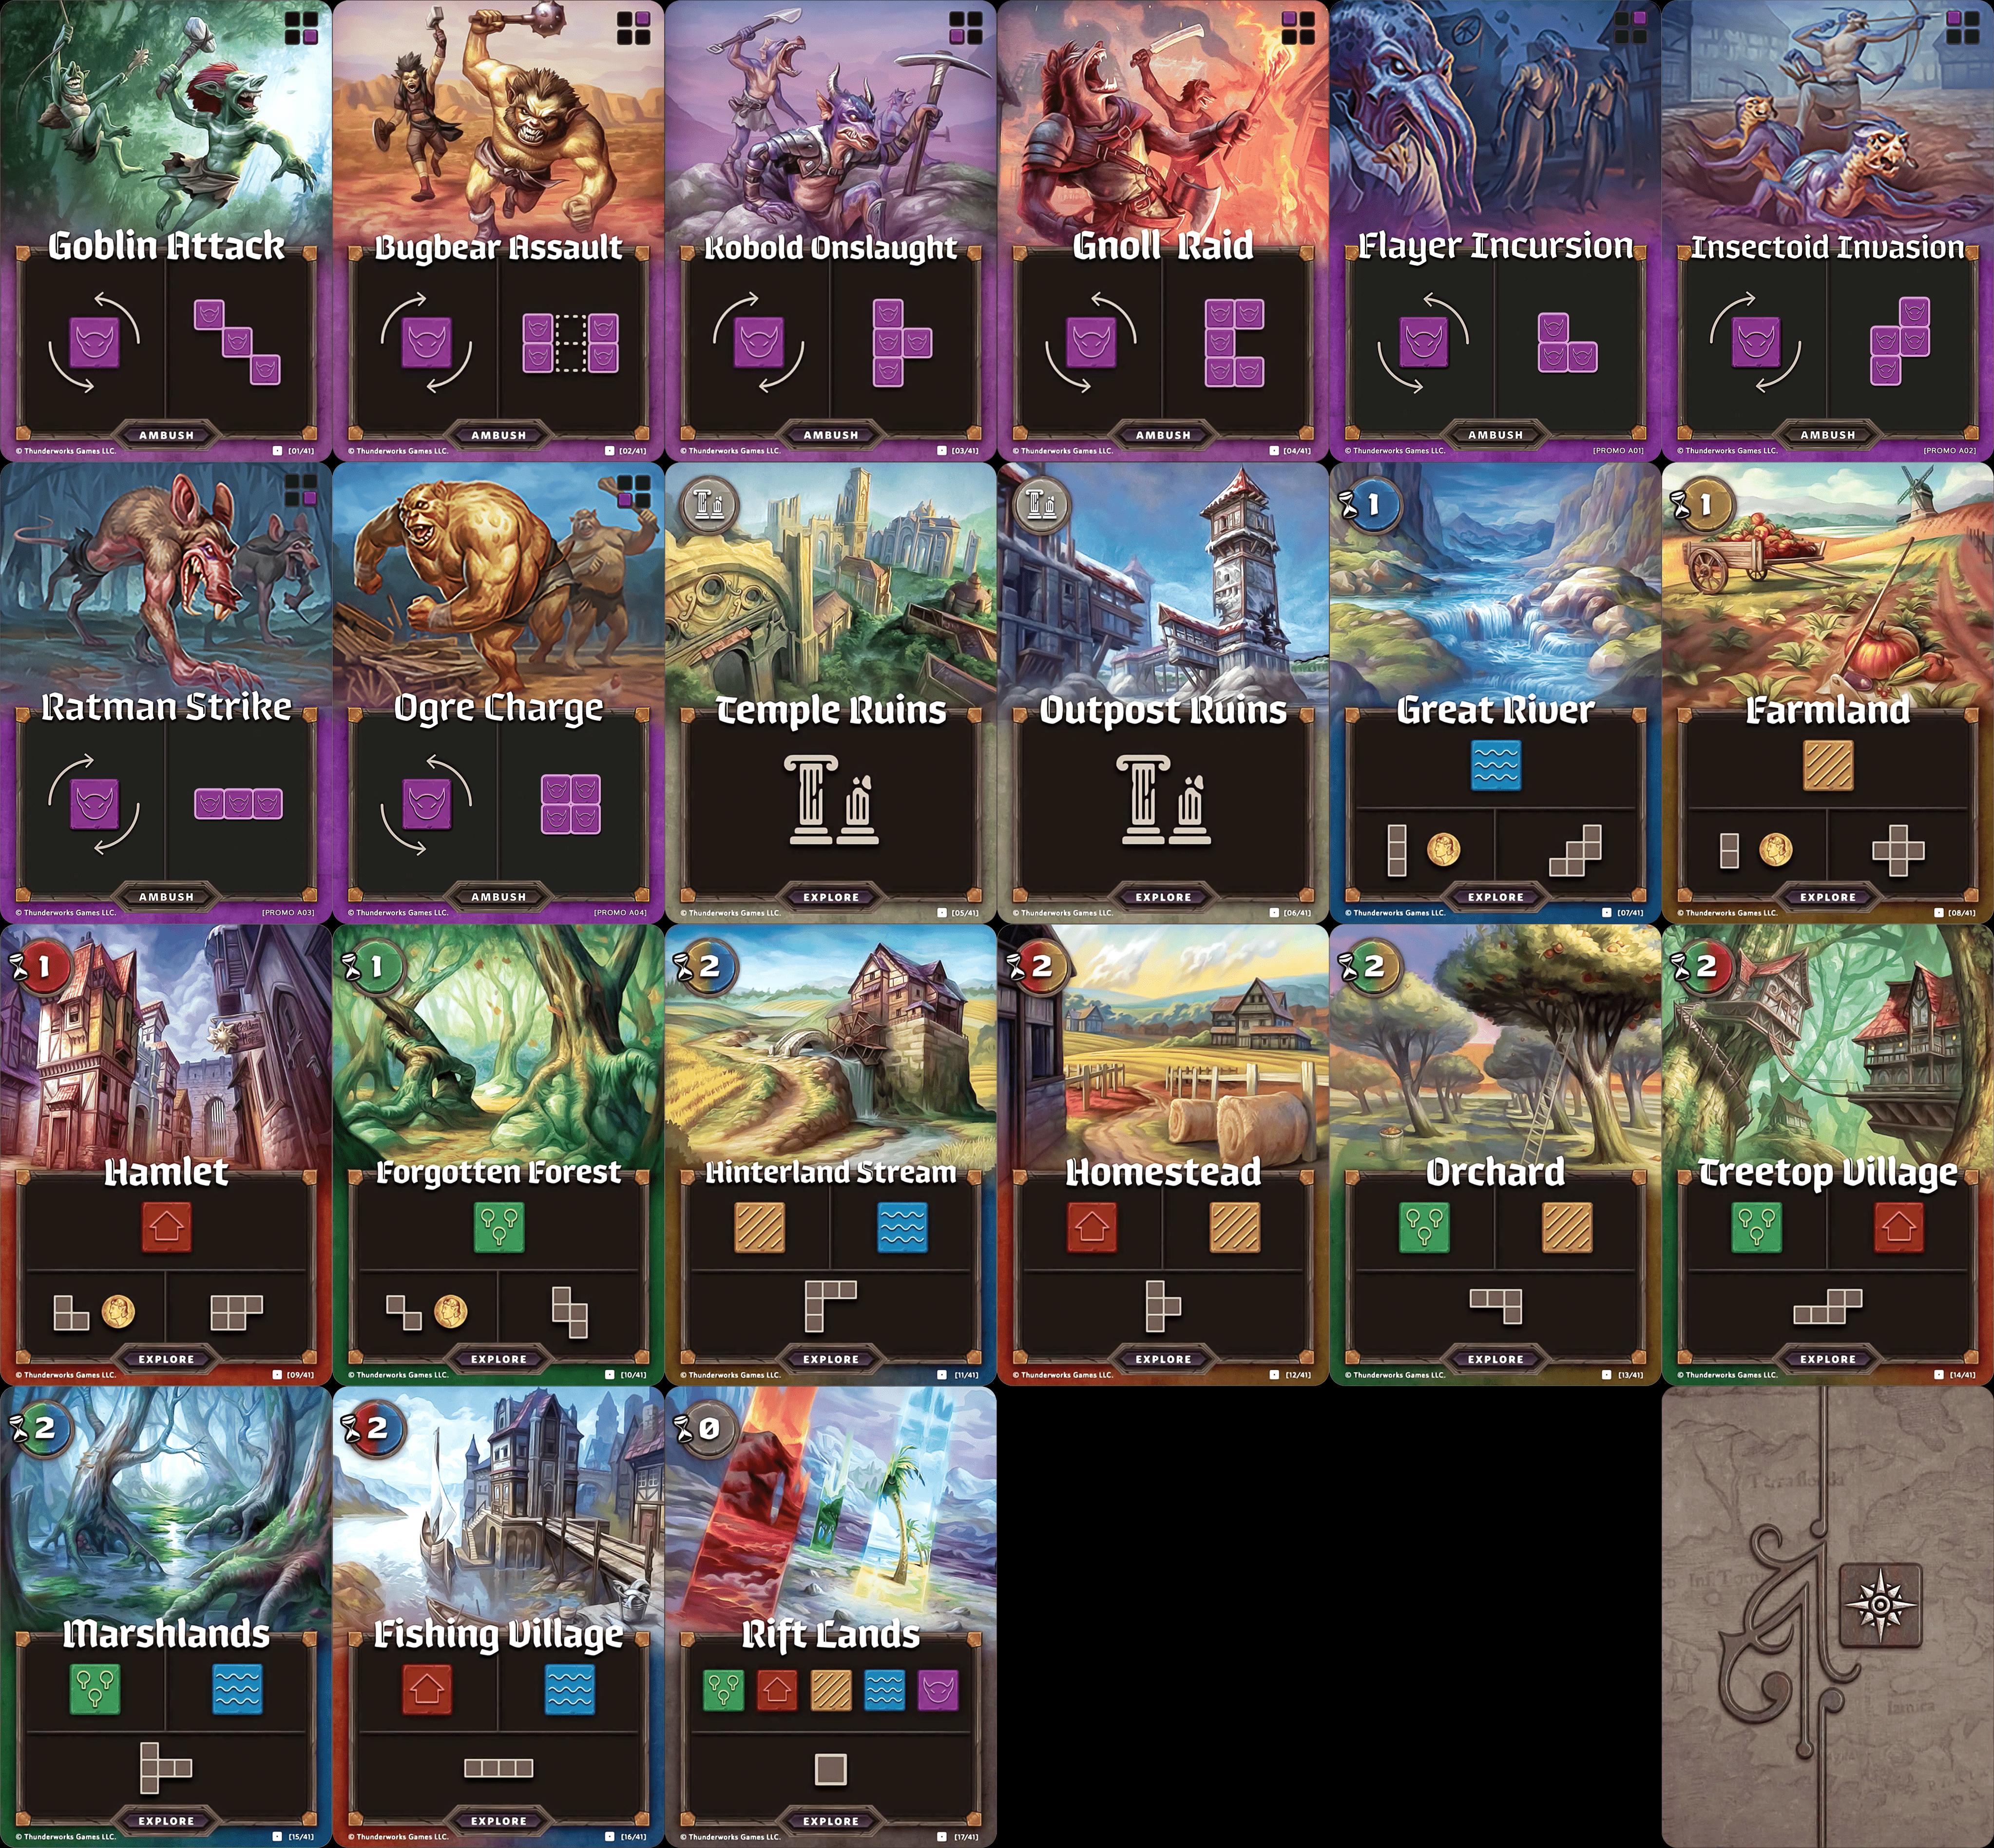 Goblin Attack
AMBUSH
© Thunderworks Games LLC. [01/41]
Bugbear Assault
AMBUSH
© Thunderworks Games LLC. [02/41]
Kobold Onslaught
AMBUSH
© Thunderworks Games LLC. [03/41]
Gnoll Raid
AMBUSH
© Thunderworks Games LLC. [04/41]
Flayer Incursion
AMBUSH
© Thunderworks Games LLC. [PROMO A01]
Insectoid Invasion
AMBUSH
© Thunderworks Games LLC. [PROMO A02]
Ratman Strike
AMBUSH
© Thunderworks Games LLC. [PROMO A03]
Ogre Charge
AMBUSH
© Thunderworks Games LLC. [PROMO A04]
Temple Ruins
EXPLORE
© Thunderworks Games LLC. [05/41]
Outpost Ruins
EXPLORE
© Thunderworks Games LLC. [06/41]
1
Great River
EXPLORE
© Thunderworks Games LLC. [07/41]
1
Farmland
EXPLORE
© Thunderworks Games LLC. [08/41]
1
Hamlet
EXPLORE
© Thunderworks Games LLC. [09/41]
1
Forgotten Forest
EXPLORE
© Thunderworks Games LLC. [10/41]
2
Hinterland Stream
EXPLORE
© Thunderworks Games LLC. [11/41]
2
Homestead
EXPLORE
© Thunderworks Games LLC. [12/41]
2
Orchard
EXPLORE
© Thunderworks Games LLC. [13/41]
2
Treetop Village
EXPLORE
© Thunderworks Games LLC. [14/41]
2
Marshlands
EXPLORE
© Thunderworks Games LLC. [15/41]
2
Fishing Village
EXPLORE
© Thunderworks Games LLC. [16/41]
0
Rift Lands
EXPLORE
© Thunderworks Games LLC. [17/41]